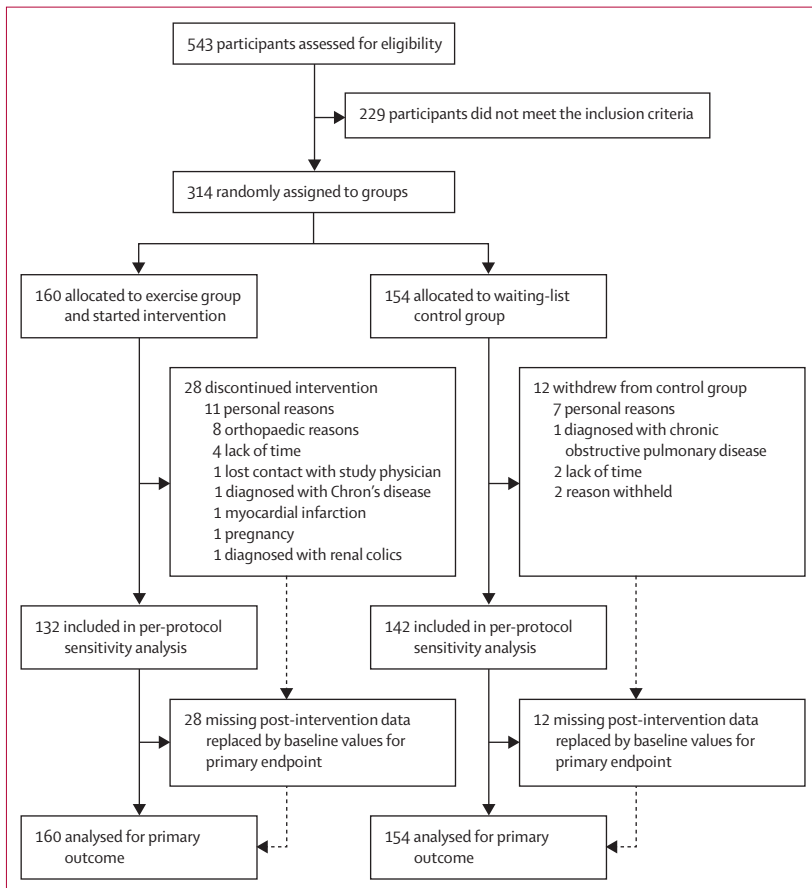 543 participants assessed for eligibility
229 participants did not meet the inclusion criteria
314 randomly assigned to groups
160 allocated to exercise group
and started intervention
154 allocated to waiting-list
control group
28 discontinued intervention
11 personal reasons
8 orthopaedic reasons
4 lack of time
1 lost contact with study physician
1 diagnosed with Chron’s disease
1 myocardial infarction
1 pregnancy
1 diagnosed with renal colics
12 withdrew from control group
7 personal reasons
1 diagnosed with chronic
obstructive pulmonary disease
2 lack of time
2 reason withheld
132 included in per-protocol
sensitivity analysis
142 included in per-protocol
sensitivity analysis
28 missing post-intervention data
replaced by baseline values for
primary endpoint
12 missing post-intervention data
replaced by baseline values for
primary endpoint
160 analysed for primary
outcome
154 analysed for primary
outcome